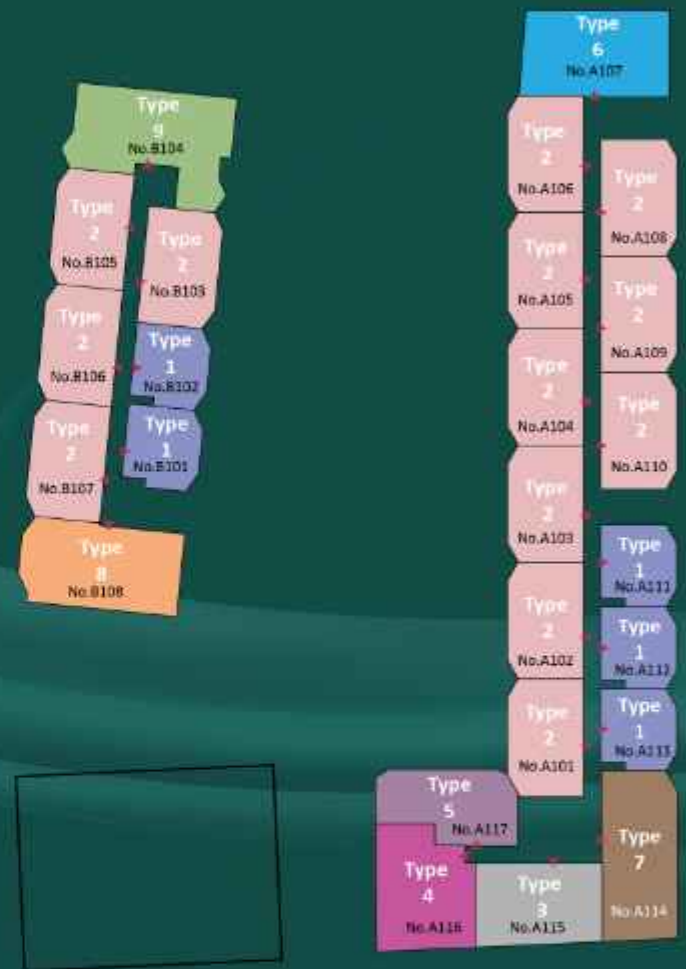 Type
6
No.A107
Type
9
No.B104
Type
2
No.A106
Type
2
No.A108
Type
2
No.B105
Type
2
No.B103
Type
2
No.A105
Type
2
No.A109
Type
2
No.B106
Type
1
No.B102
Type
2
No.A104
Type
2
No.A110
Type
2
No.B107
Type
1
No.B101
Type
2
No.A103
Type
8
No.B108
Type
1
No.A111
Type
2
No.A102
Type
1
No.A112
Type
2
No.A101
Type
1
No.A113
Type
5
No.A117
Type
7
No.A114
Type
4
No.A116
Type
3
No.A115